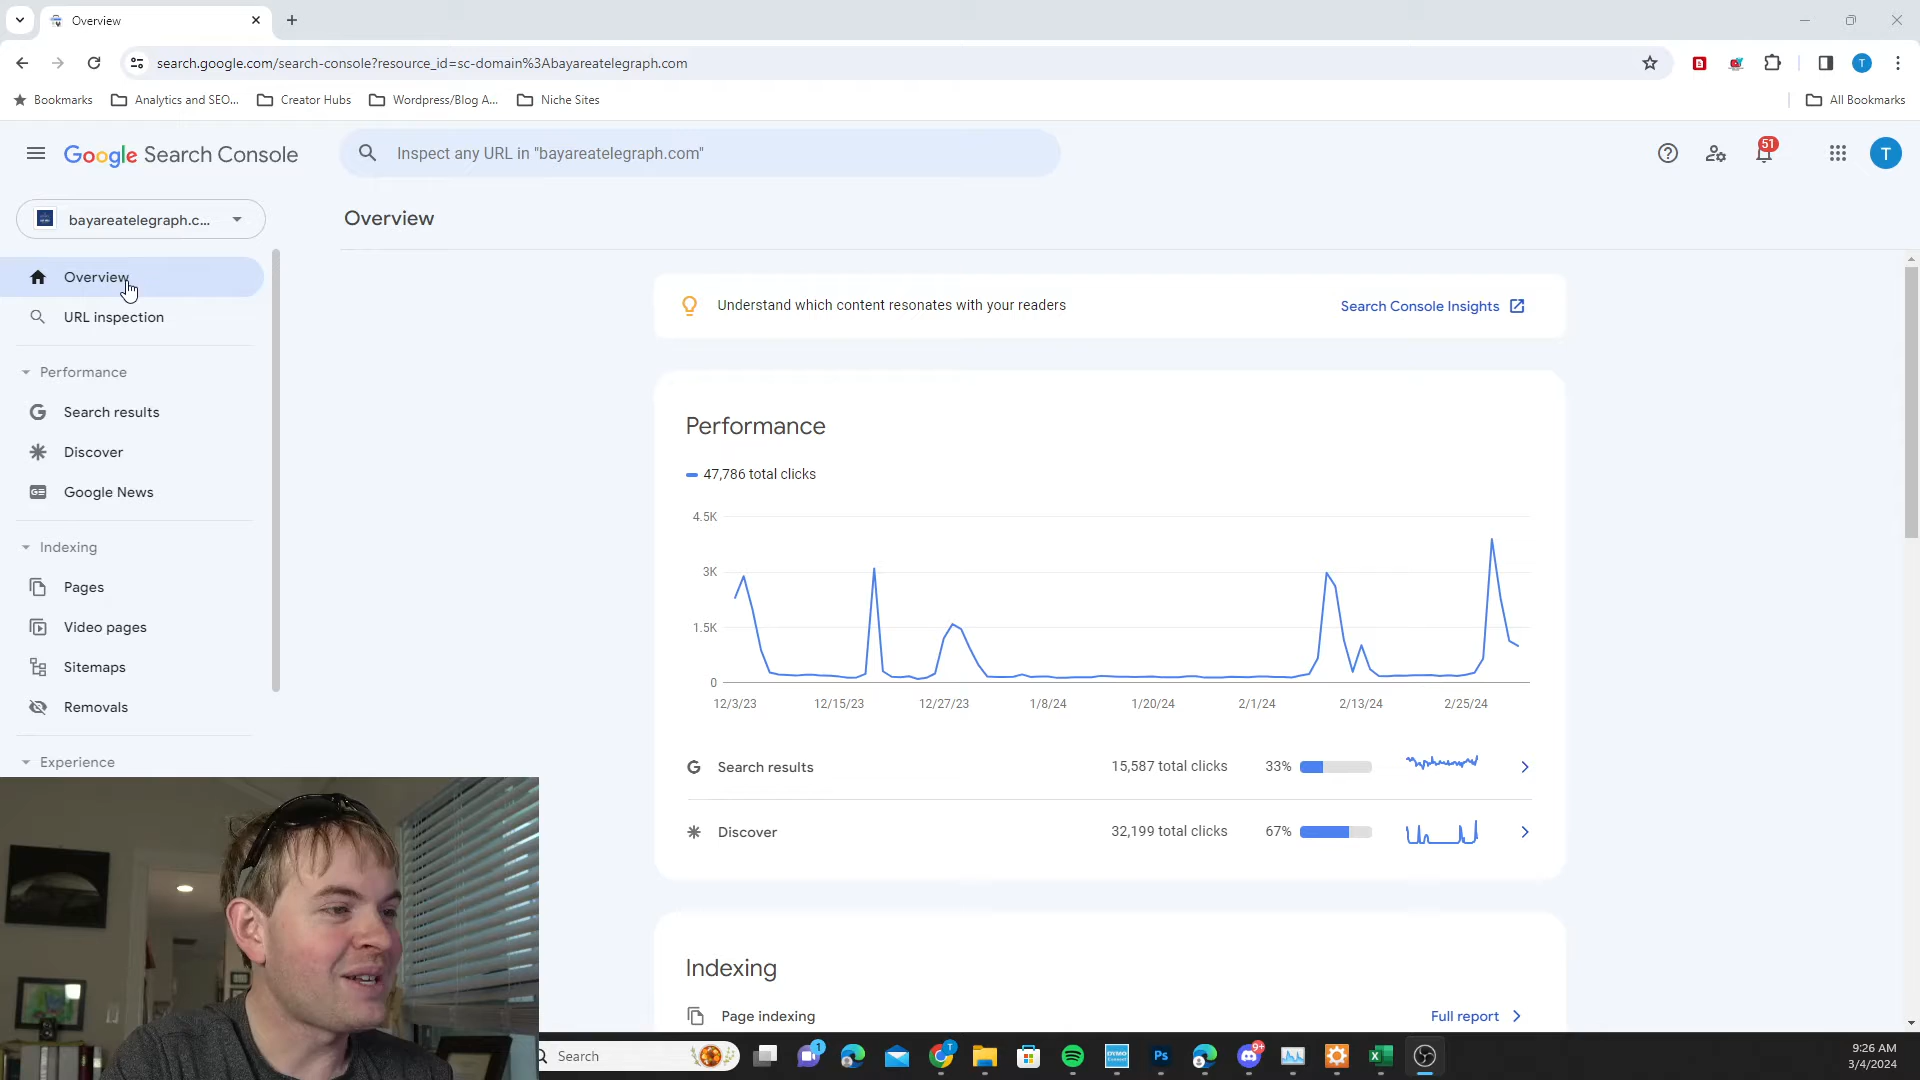 Overview
search.google.com/search-console?resource_id=sc-domain%3Abayareatelegraph.com
T
Bookmarks
Analytics and SEO...
Creator Hubs
Wordpress/Blog A...
Niche Sites
All Bookmarks
Google Search Console
Inspect any URL in "bayareatelegraph.com"
51
T
bayareatelegraph.c...
Overview
Overview
URL inspection
Performance
Search results
Discover
Google News
Indexing
Pages
Video pages
Sitemaps
Removals
Experience
Understand which content resonates with your readers
Search Console Insights
Performance
47,786 total clicks
4.5K
3K
1.5K
0
12/3/23 12/15/23 12/27/23 1/8/24 1/20/24 2/1/24 2/13/24 2/25/24
Search results 15,587 total clicks 33%
Discover 32,199 total clicks 67%
Indexing
Page indexing
Full report
Search
1
T
DYMO
Ps
9+
9:26 AM
3/4/2024